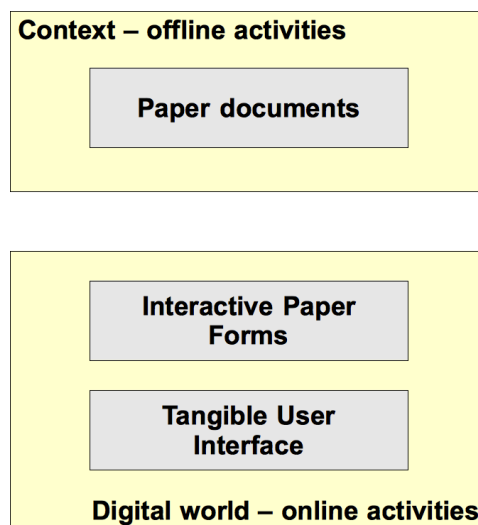 Context – offline activities
Paper documents
Interactive Paper
Forms
Tangible User
Interface
Digital world – online activities